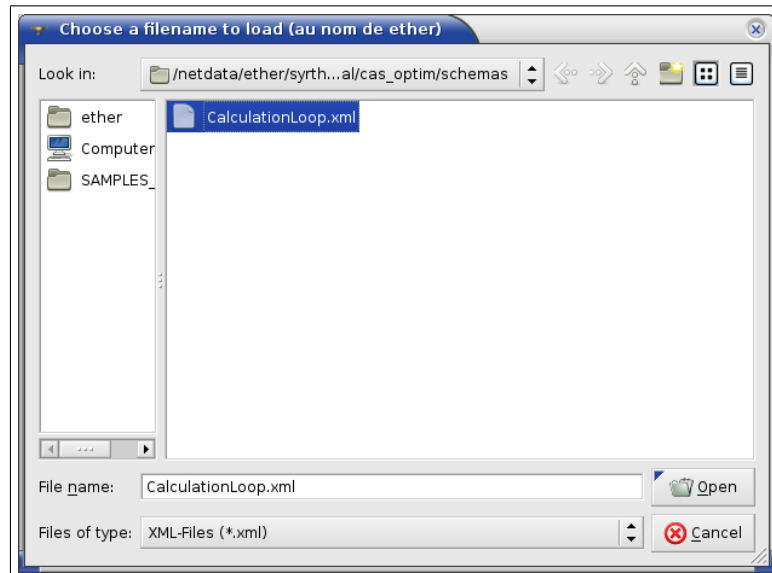 Choose a filename to load (au nom de ether)
Look in:
/netdata/ether/syrth...al/cas_optim/schemas
ether
Computer
SAMPLES_
CalculationLoop.xml
File name:
CalculationLoop.xml
Open
Files of type:
XML-Files (*.xml)
Cancel